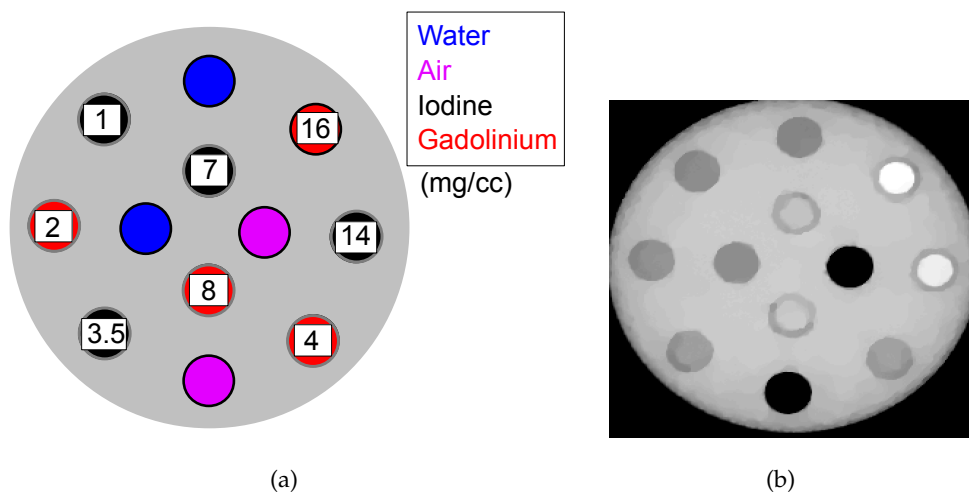 Water
Air
Iodine
Gadolinium
(mg/cc)
1
16
7
2
14
8
3.5
4
(a)
(b)